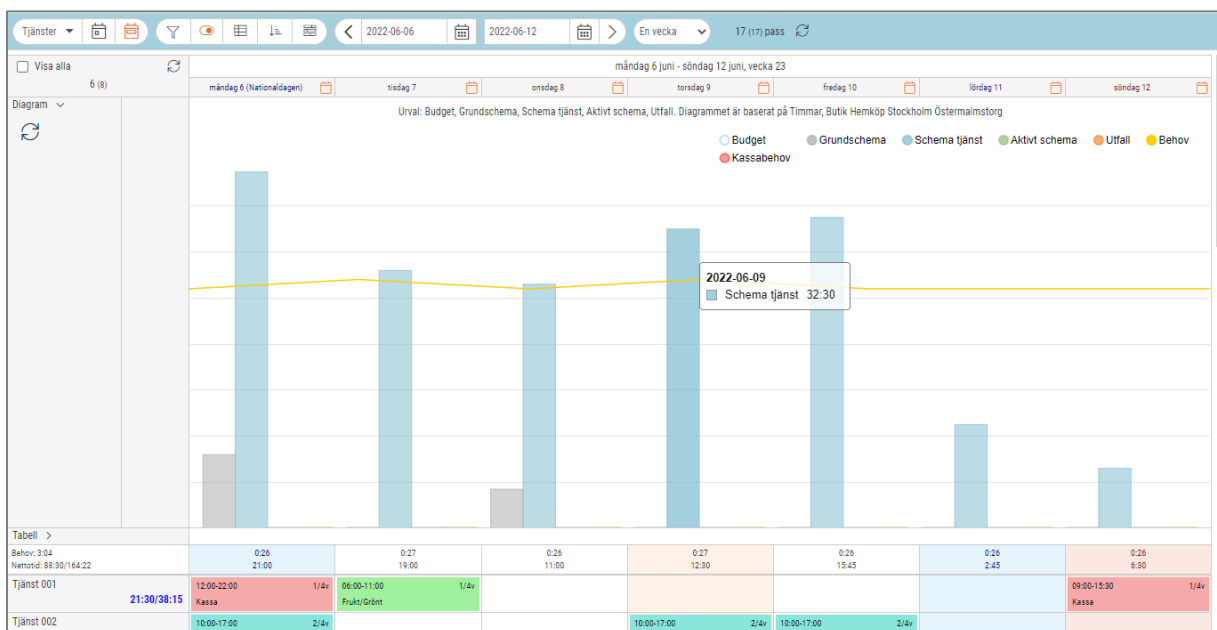 Tjänster 2022-06-06 2022-06-12 En vecka 17 (17) pass
Visa alla
måndag 6 juni - söndag 12 juni, vecka 23
6 (8)
måndag 6 (Nationaldagen) tisdag 7 onsdag 8 torsdag 9 fredag 10 lördag 11 söndag 12
Diagram
Urval: Budget, Grundschema, Schema tjänst, Aktivt schema, Utfall. Diagrammet är baserat på Timmar, Butik Hemköp Stockholm Östermalmstorg
Budget Grundschema Schema tjänst Aktivt schema Utfall Behov
Kassabehov
2022-06-09
Schema tjänst 32:30
Tabell
Behov: 3:04 0:26 0:27 0:26 0:27 0:26 0:26 0:26
Nettotid: 88:30/164:22 21:00 19:00 11:00 12:30 15:45 2:45 6:30
Tjänst 001 12:00-22:00 1/4v 06:00-11:00 1/4v 09:00-15:30 1/4v
21:30/38:15 Kassa Frukt/Grönt Kassa
Tjänst 002 10:00-17:00 2/4v 10:00-17:00 2/4v 10:00-17:00 2/4v